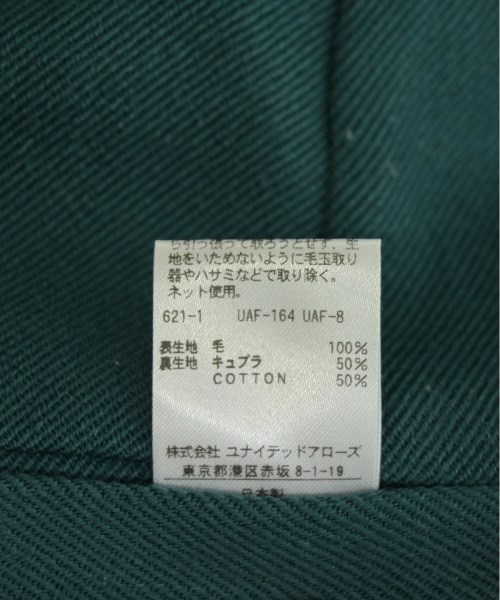 ち引っ張って取ろうとせず、生
地をいためないように毛玉取り
器やハサミなどで取り除く。
ネット使用。
621-1 UAF-164 UAF-8
表生地 毛 100%
裏生地 キュプラ 50%
COTTON 50%
株式会社 ユナイテッドアローズ
東京都港区赤坂8-1-19
日本製